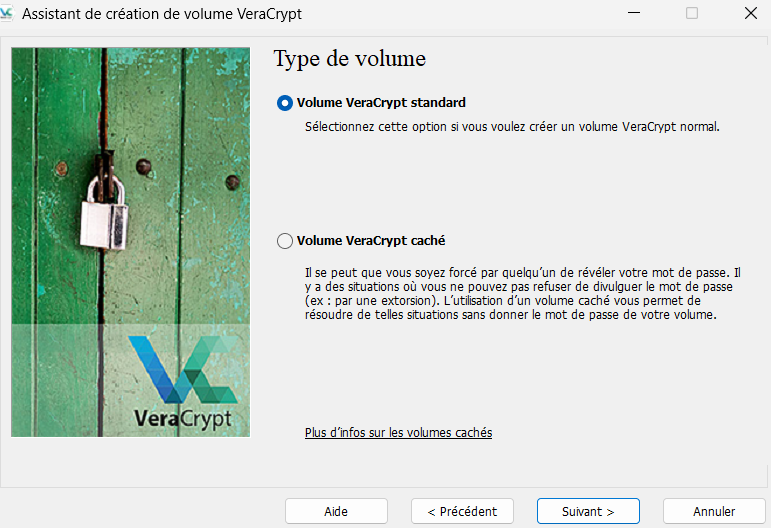 Assistant de création de volume VeraCrypt
Type de volume
Volume VeraCrypt standard
Sélectionnez cette option si vous voulez créer un volume VeraCrypt normal.
Volume VeraCrypt caché
Il se peut que vous soyez forcé par quelqu'un de révéler votre mot de passe. Il
y a des situations où vous ne pouvez pas refuser de divulguer le mot de passe
(ex : par une extorsion). L'utilisation d'un volume caché vous permet de
résoudre de telles situations sans donner le mot de passe de votre volume.
VeraCrypt
Plus d'infos sur les volumes cachés
Aide
< Précédent
Suivant >
Annuler